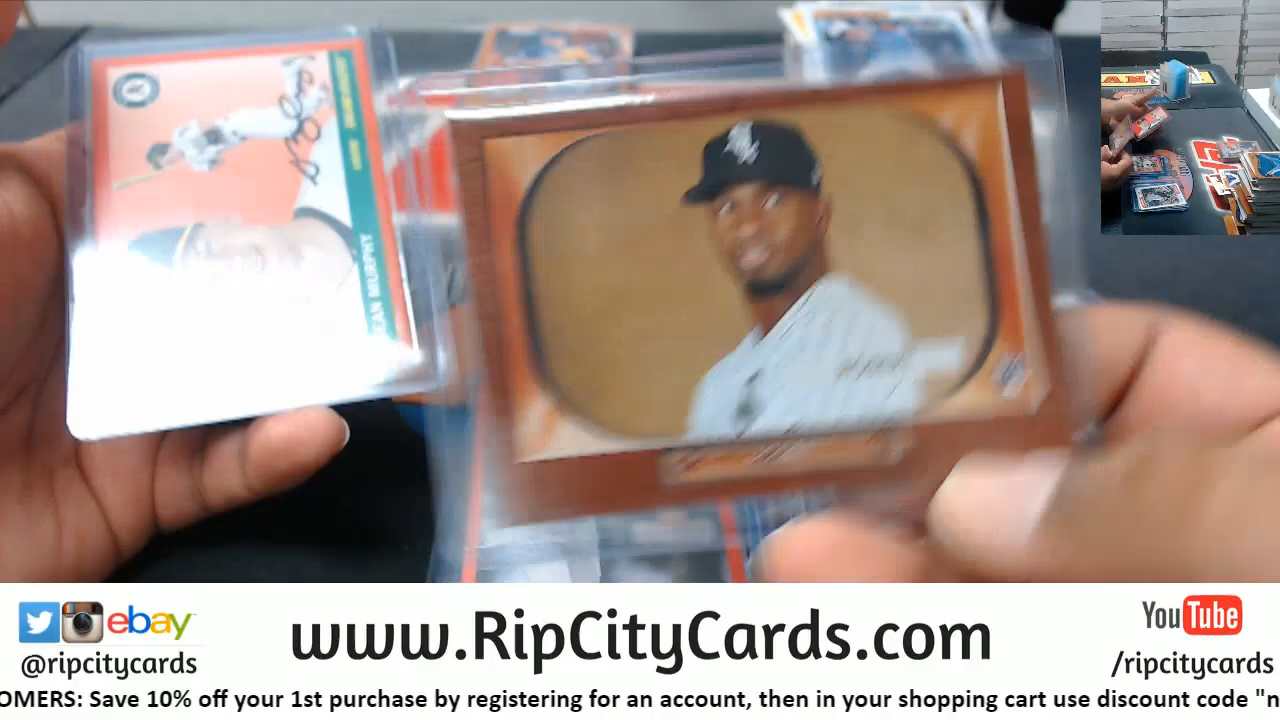 EAN MURPHY
ebay
@ripcitycards
www.RipCityCards.com
YouTube
/ripcitycards
OMERS: Save 10% off your 1st purchase by registering for an account, then in your shopping cart use discount code "n